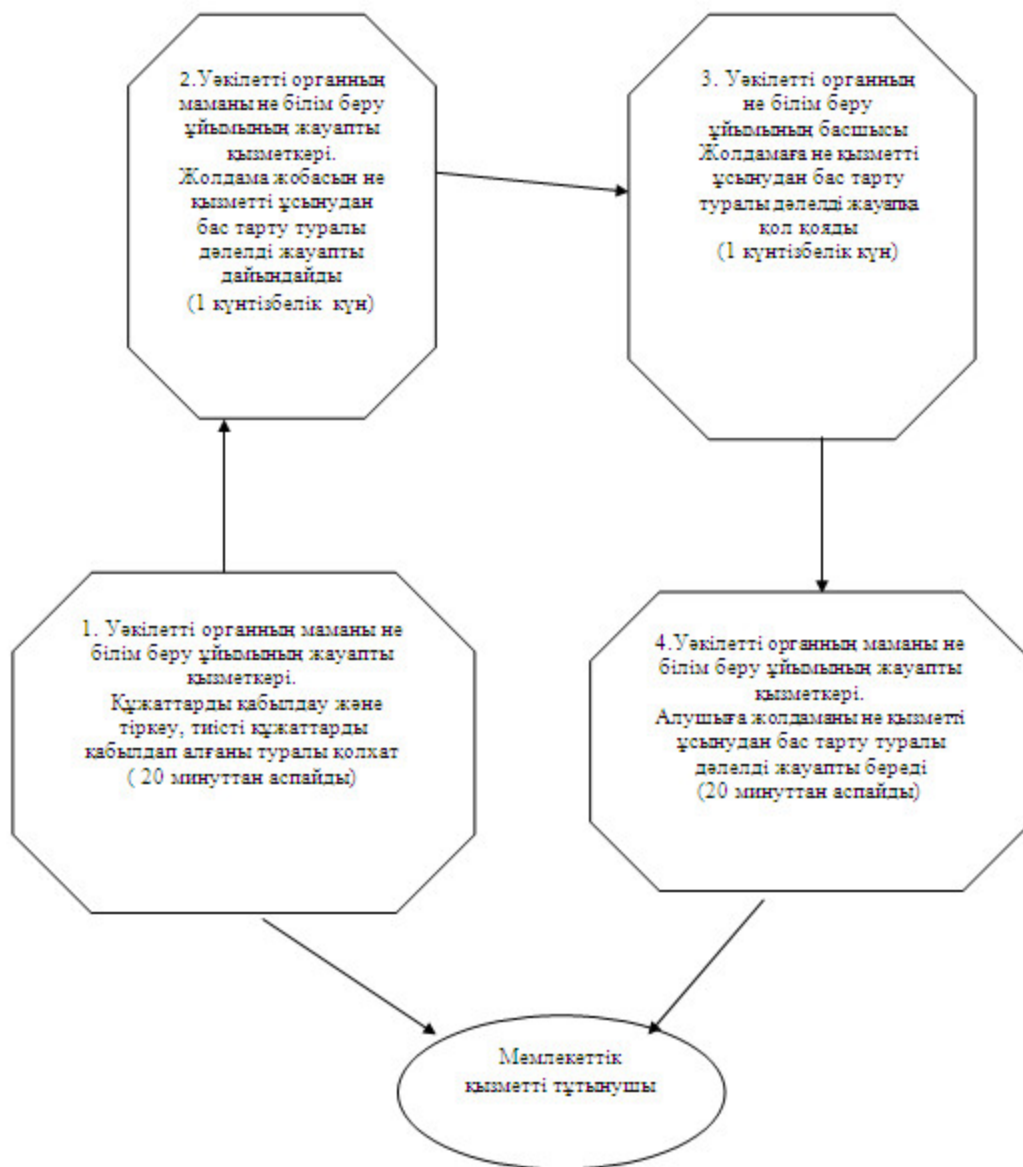 2.Уәкілетті органның
маманы не білім беру
ұйымының жауапты
қызметкері.
Жолдама жобасын не
қызметті ұсынудан
бас тарту туралы
дәлелді жауапты
дайындайды
(1 күнтізбелік күн)
3. Уәкілетті органның
не білім беру
ұйымының басшысы
Жолдамаға не қызметті
ұсынудан бас тарту
туралы дәлелді жауапқа
қол қояды
(1 күнтізбелік күн)
1. Уәкілетті органның маманы не
білім беру ұйымының жауапты
қызметкері.
Құжаттарды қабылдау және
тіркеу, тиісті құжаттарды
қабылдап алғаны туралы қолхат
( 20 минуттан аспайды)
4.Уәкілетті органның маманы не
білім беру ұйымының жауапты
қызметкері.
Алушыға жолдаманы не қызметті
ұсынудан бас тарту туралы
дәлелді жауапты береді
(20 минуттан аспайды)
Мемлекеттік
қызметті тұтынушы